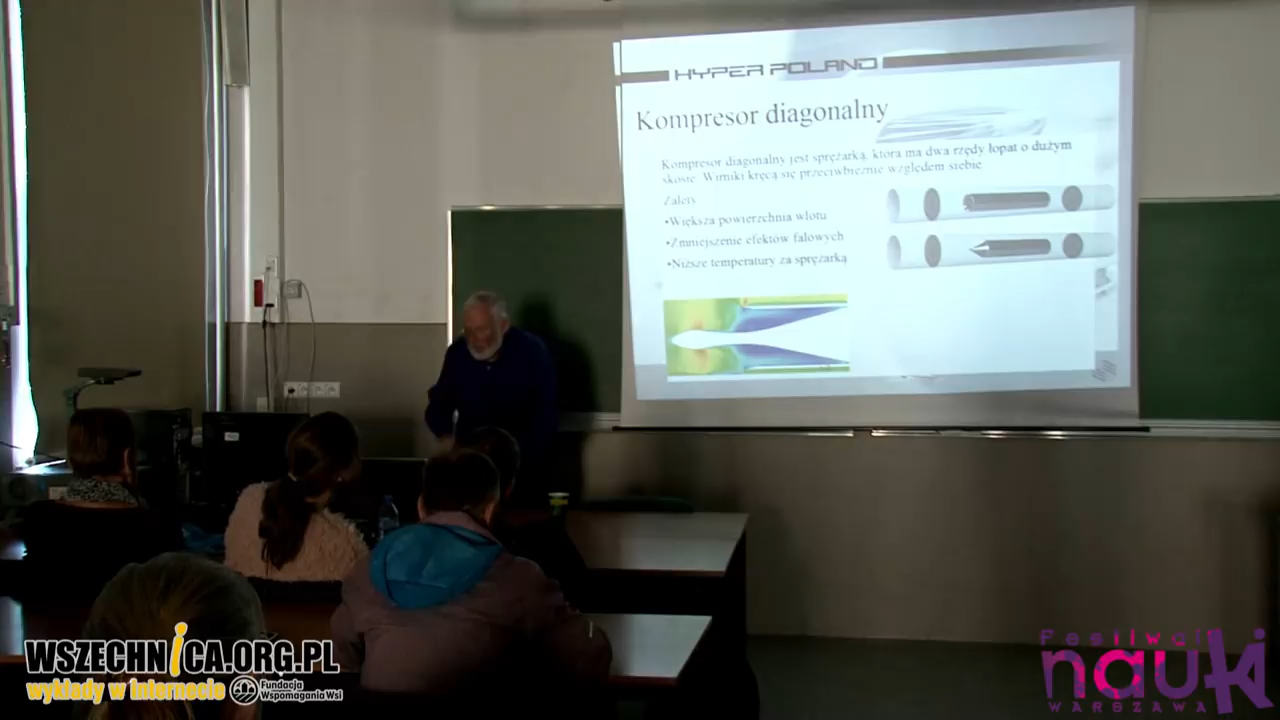 HYPER POLAND
Kompresor diagonalny
Kompresor diagonalny jest sprężarką, która ma dwa rzędy łopat o dużym
skosie. Wirniki kręcą się przeciwbieżnie względem siebie
Zalety
•Większa powierzchnia wlotu
•Zmniejszenie efektów falowych
•Niższe temperatury za sprężarką
WSZECHNICA.ORG.PL
wykłady w internecie
Fundacja
Wspomagania Wsi
Festiwal
nauki
WARSZAWA